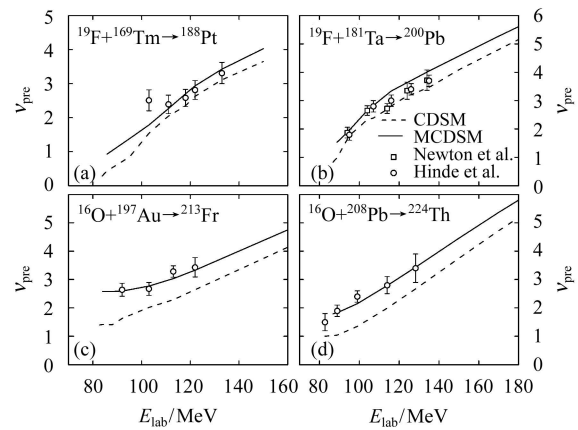 5 ¹⁹F+¹⁶⁹Tm→¹⁸⁸Pt ¹⁹F+¹⁸¹Ta→²⁰⁰Pb 6
4 5
3 4
ν_pre 3 ν_pre
2 CDSM 2
MCDSM
1 Newton et al. 1
(a) (b) Hinde et al.
0 0
5 ¹⁶O+¹⁹⁷Au→²¹³Fr ¹⁶O+²⁰⁸Pb→²²⁴Th 5
4 4
3 3
ν_pre ν_pre
2 2
1 1
(c) (d)
0 0
80 100 120 140 160 80 100 120 140 160 180
E_lab/MeV E_lab/MeV